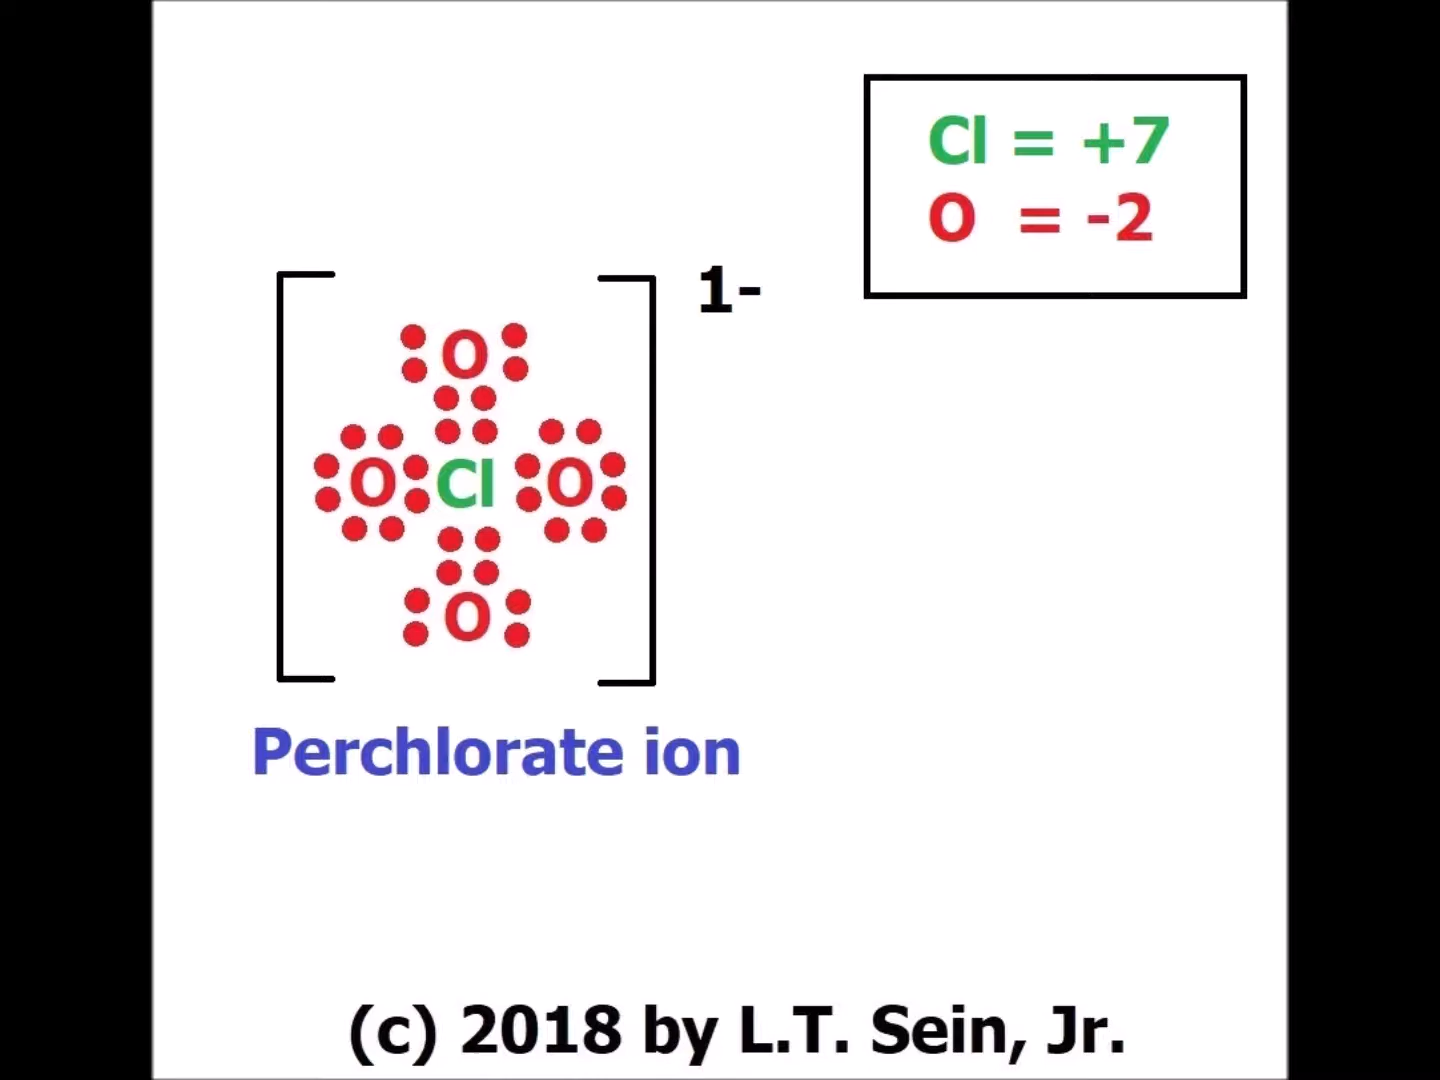 Cl = +7
O = -2
1-
O
O Cl O
O
Perchlorate ion
(c) 2018 by L.T. Sein, Jr.